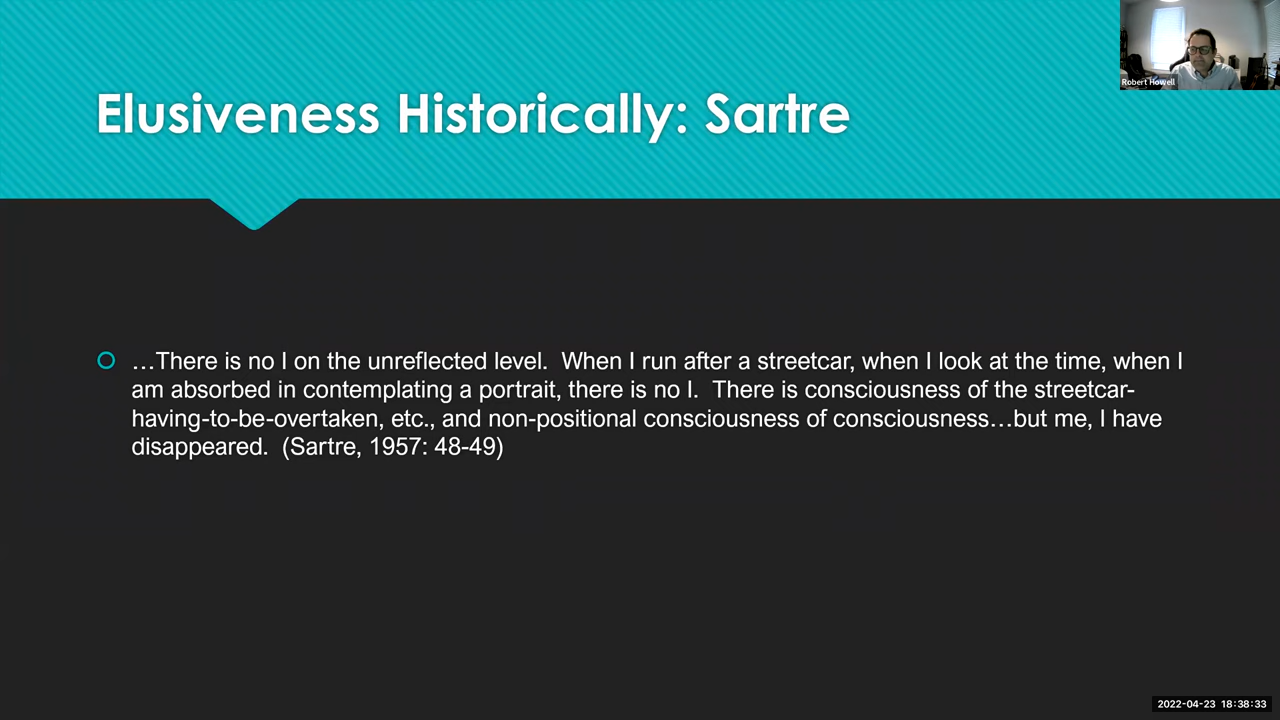 Robert Howell
Elusiveness Historically: Sartre
…There is no I on the unreflected level.  When I run after a streetcar, when I look at the time, when I
am absorbed in contemplating a portrait, there is no I.  There is consciousness of the streetcar-
having-to-be-overtaken, etc., and non-positional consciousness of consciousness…but me, I have
disappeared.  (Sartre, 1957: 48-49)
2022-04-23  18:38:33